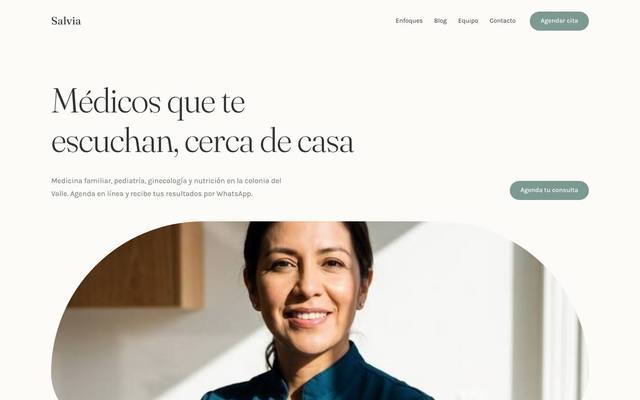 Salvia
Enfoques
Blog
Equipo
Contacto
Agendar cita
Médicos que te
escuchan, cerca de casa
Medicina familiar, pediatría, ginecología y nutrición en la colonia del
Valle. Agenda en línea y recibe tus resultados por WhatsApp.
Agenda tu consulta